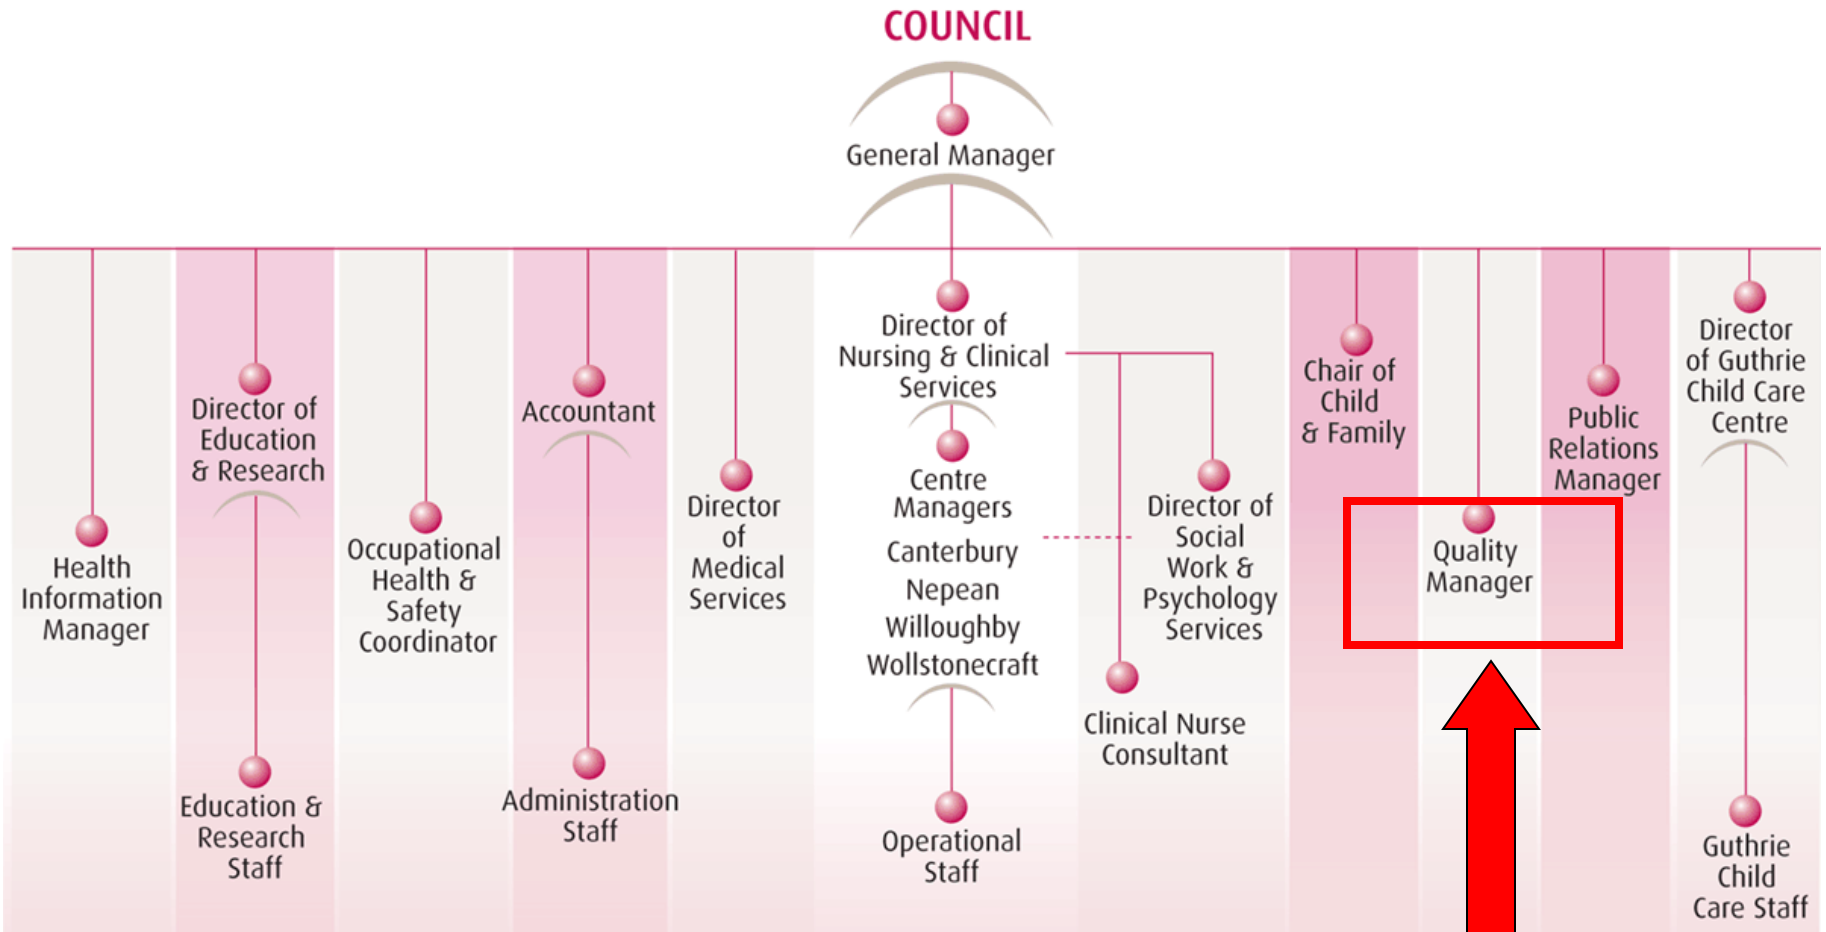 COUNCIL
General Manager
Health
Information
Manager
Director of
Education
& Research
Education &
Research
Staff
Occupational
Health &
Safety
Coordinator
Accountant
Administration
Staff
Director
of
Medical
Services
Director of
Nursing & Clinical
Services
Centre
Managers
Canterbury
Nepean
Willoughby
Wollstonecraft
Operational
Staff
Clinical Nurse
Consultant
Director of
Social
Work &
Psychology
Services
Chair of
Child
& Family
Quality
Manager
Public
Relations
Manager
Director
of Guthrie
Child Care
Centre
Guthrie
Child
Care Staff